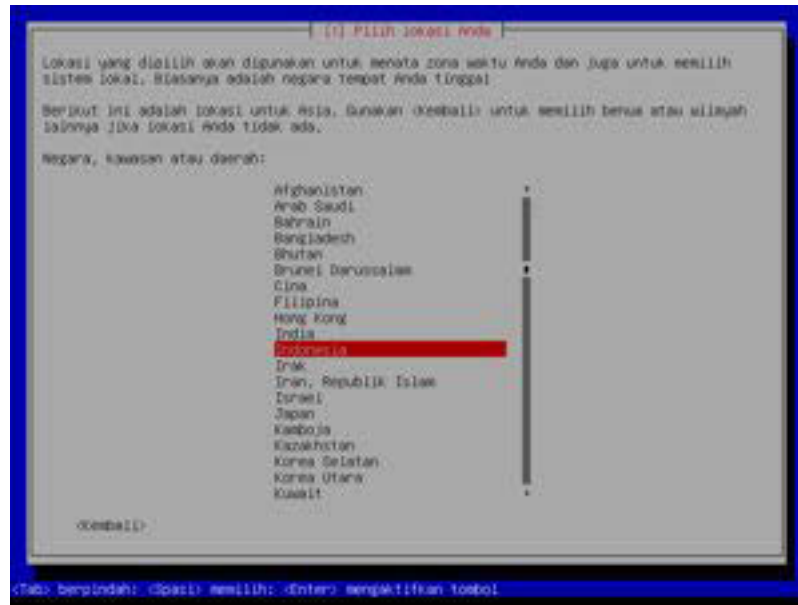 [!] Pilih lokasi Anda
Lokasi yang dipilih akan digunakan untuk menata zona waktu Anda dan juga untuk memilih
sistem lokal. Biasanya adalah negara tempat Anda tinggal
Berikut ini adalah lokasi untuk Asia. Gunakan <Kembali> untuk memilih benua atau wilayah
lainnya jika lokasi Anda tidak ada.
Negara, kawasan atau daerah:
Afghanistan
Arab Saudi
Bahrain
Bangladesh
Bhutan
Brunei Darussalam
Cina
Filipina
Hong Kong
India
Indonesia
Irak
Iran, Republik Islam
Israel
Japan
Kamboja
Kazakhstan
Korea Selatan
Korea Utara
Kuwait
<Kembali>
<Tab> berpindah; <Spasi> memilih; <Enter> mengaktifkan tombol